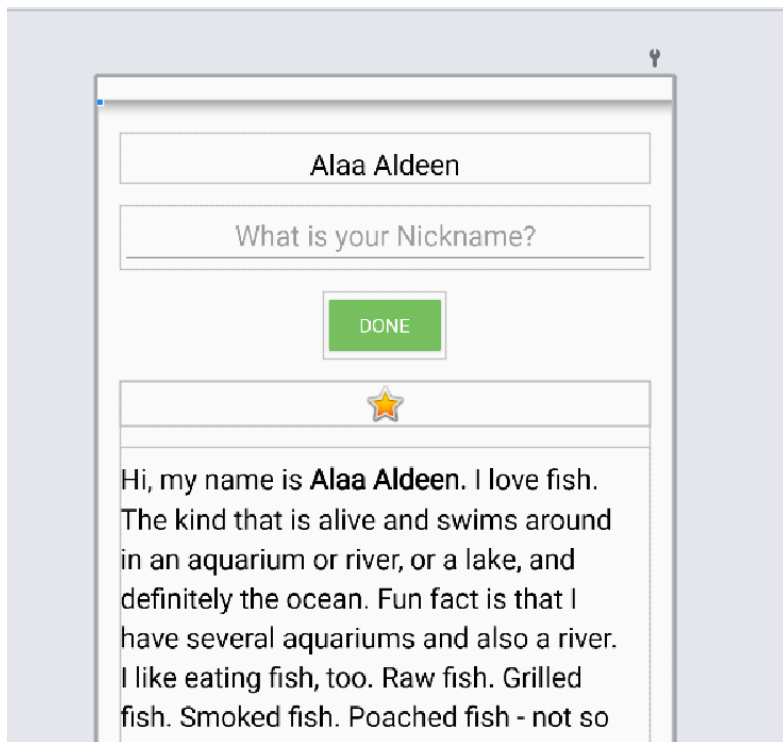 Alaa Aldeen
What is your Nickname?
DONE
Hi, my name is Alaa Aldeen. I love fish.
The kind that is alive and swims around
in an aquarium or river, or a lake, and
definitely the ocean. Fun fact is that I
have several aquariums and also a river.
I like eating fish, too. Raw fish. Grilled
fish. Smoked fish. Poached fish - not so